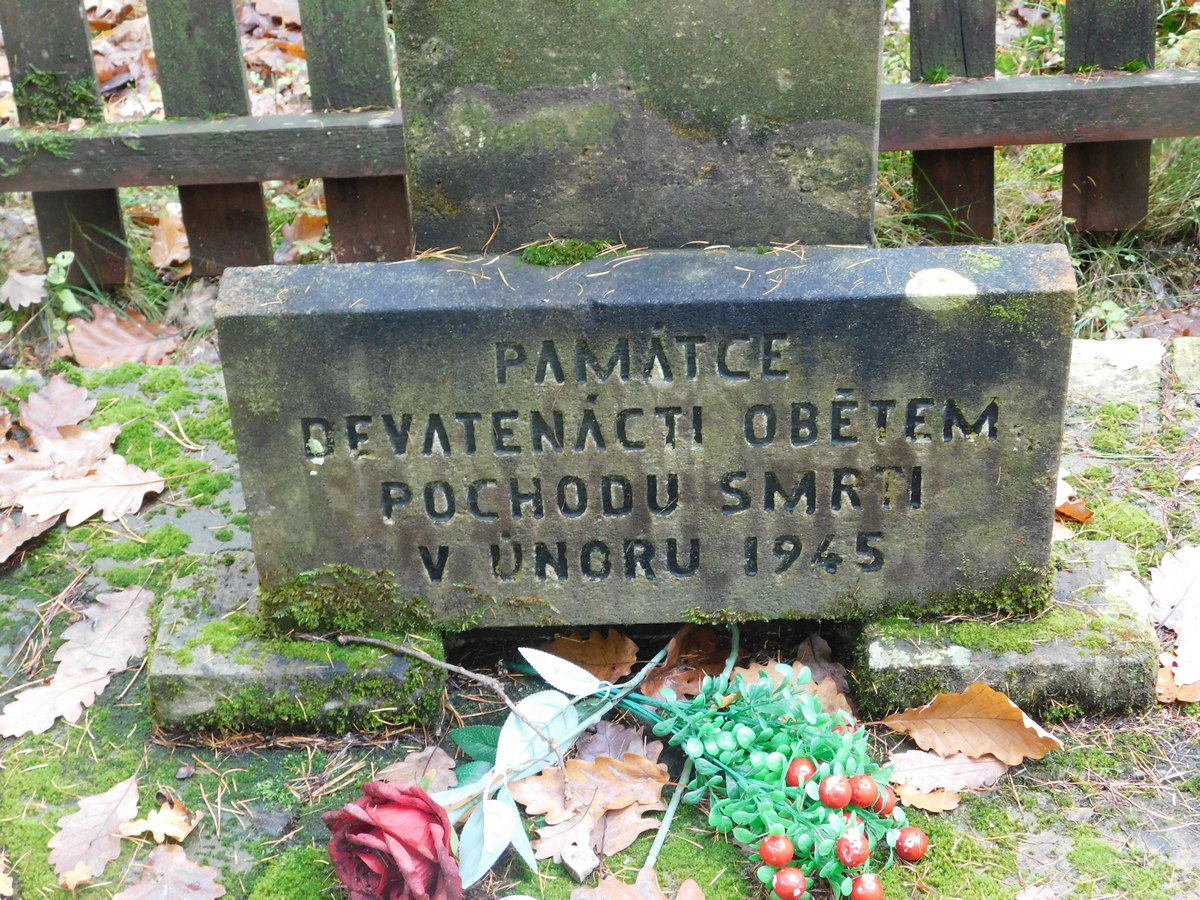 PAMÁTCE
DEVATENÁCTI OBĚTEM
POCHODU SMRTI
V ÚNORU 1945